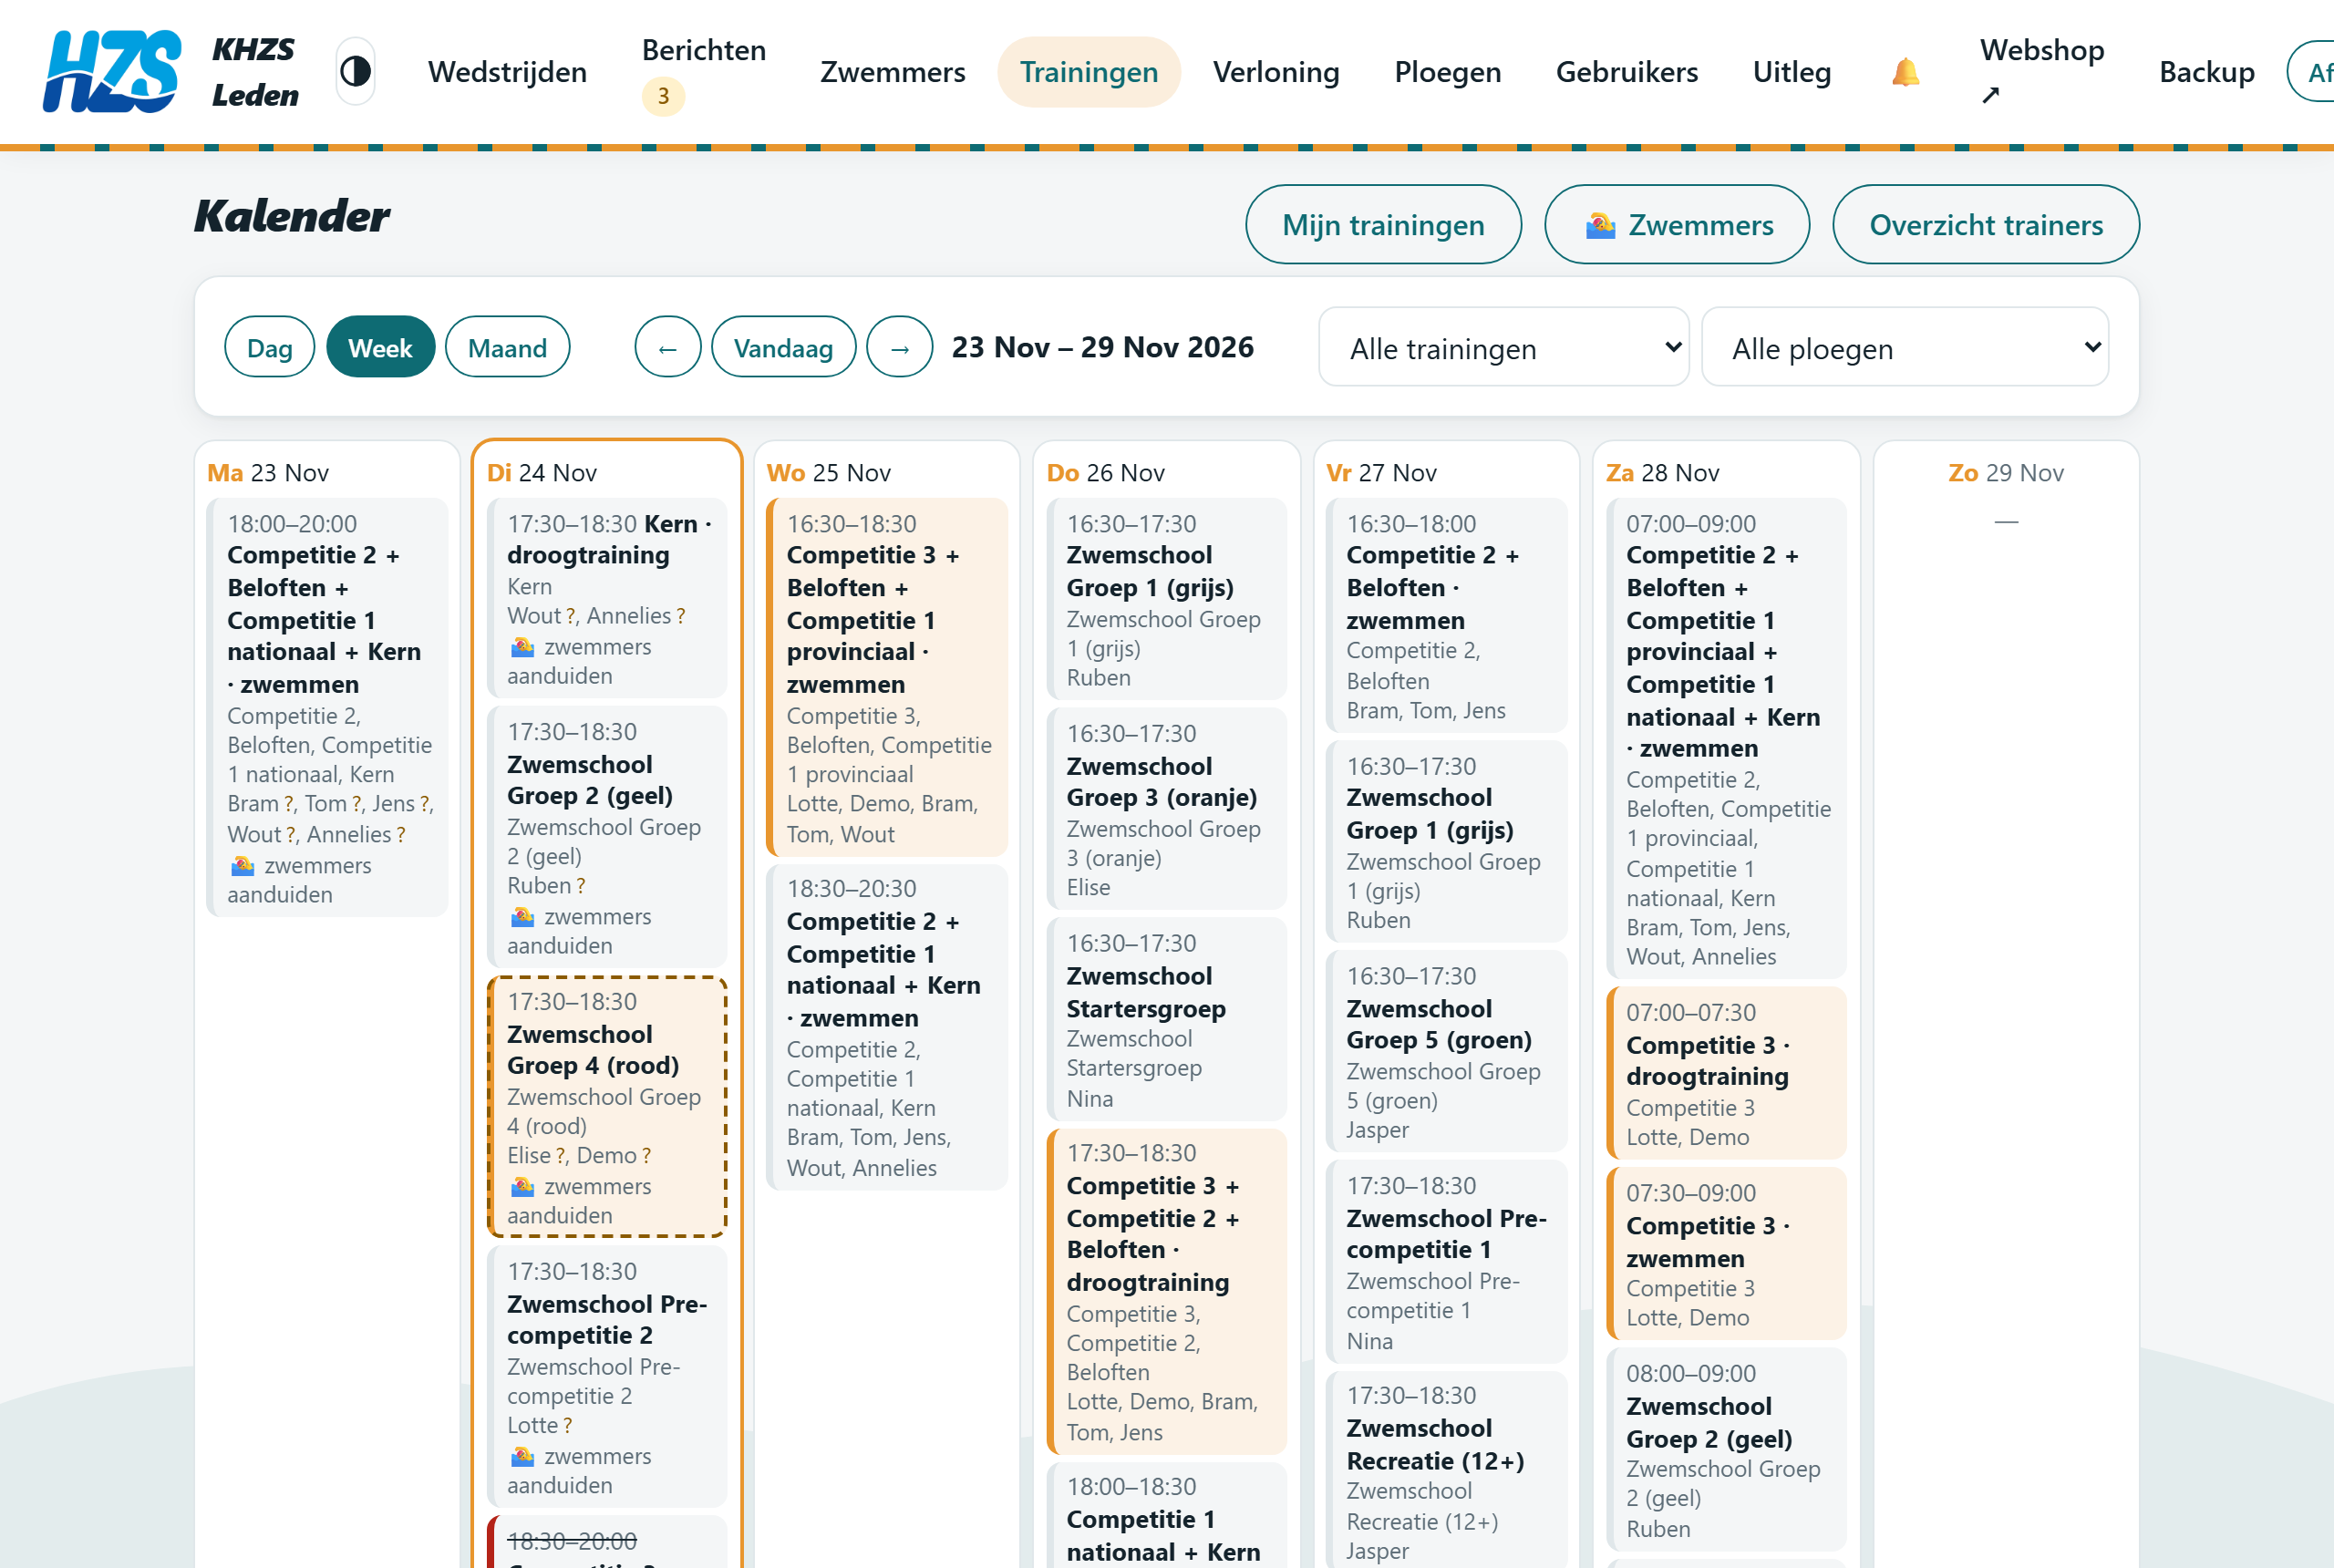 HZS
KHZS
Leden
Wedstrijden
Berichten
3
Zwemmers
Trainingen
Verloning
Ploegen
Gebruikers
Uitleg
Webshop
↗
Backup
Kalender
Mijn trainingen
Zwemmers
Overzicht trainers
Dag
Week
Maand
←
Vandaag
→
23 Nov – 29 Nov 2026
Alle trainingen
Alle ploegen
Ma 23 Nov
18:00–20:00
Competitie 2 +
Beloften +
Competitie 1
nationaal + Kern
· zwemmen
Competitie 2,
Beloften, Competitie
1 nationaal, Kern
Bram ?, Tom ?, Jens ?,
Wout ?, Annelies ?
zwemmers
aanduiden
Di 24 Nov
17:30–18:30 Kern ·
droogtraining
Kern
Wout ?, Annelies ?
zwemmers
aanduiden
17:30–18:30
Zwemschool
Groep 2 (geel)
Zwemschool Groep
2 (geel)
Ruben ?
zwemmers
aanduiden
17:30–18:30
Zwemschool
Groep 4 (rood)
Zwemschool Groep
4 (rood)
Elise ?, Demo ?
zwemmers
aanduiden
17:30–18:30
Zwemschool Pre-
competitie 2
Zwemschool Pre-
competitie 2
Lotte ?
zwemmers
aanduiden
18:30–20:00
Wo 25 Nov
16:30–18:30
Competitie 3 +
Beloften +
Competitie 1
provinciaal ·
zwemmen
Competitie 3,
Beloften, Competitie
1 provinciaal
Lotte, Demo, Bram,
Tom, Wout
18:30–20:30
Competitie 2 +
Competitie 1
nationaal + Kern
· zwemmen
Competitie 2,
Competitie 1
nationaal, Kern
Bram, Tom, Jens,
Wout, Annelies
Do 26 Nov
16:30–17:30
Zwemschool
Groep 1 (grijs)
Zwemschool Groep
1 (grijs)
Ruben
16:30–17:30
Zwemschool
Groep 3 (oranje)
Zwemschool Groep
3 (oranje)
Elise
16:30–17:30
Zwemschool
Startersgroep
Zwemschool
Startersgroep
Nina
17:30–18:30
Competitie 3 +
Competitie 2 +
Beloften ·
droogtraining
Competitie 3,
Competitie 2,
Beloften
Lotte, Demo, Bram,
Tom, Jens
18:00–18:30
Competitie 1
nationaal + Kern
Vr 27 Nov
16:30–18:00
Competitie 2 +
Beloften ·
zwemmen
Competitie 2,
Beloften
Bram, Tom, Jens
16:30–17:30
Zwemschool
Groep 1 (grijs)
Zwemschool Groep
1 (grijs)
Ruben
16:30–17:30
Zwemschool
Groep 5 (groen)
Zwemschool Groep
5 (groen)
Jasper
17:30–18:30
Zwemschool Pre-
competitie 1
Zwemschool Pre-
competitie 1
Nina
17:30–18:30
Zwemschool
Recreatie (12+)
Zwemschool
Recreatie (12+)
Jasper
Za 28 Nov
07:00–09:00
Competitie 2 +
Beloften +
Competitie 1
provinciaal +
Competitie 1
nationaal + Kern
· zwemmen
Competitie 2,
Beloften, Competitie
1 provinciaal,
Competitie 1
nationaal, Kern
Bram, Tom, Jens,
Wout, Annelies
07:00–07:30
Competitie 3 ·
droogtraining
Competitie 3
Lotte, Demo
07:30–09:00
Competitie 3 ·
zwemmen
Competitie 3
Lotte, Demo
08:00–09:00
Zwemschool
Groep 2 (geel)
Zwemschool Groep
2 (geel)
Ruben
Zo 29 Nov
—